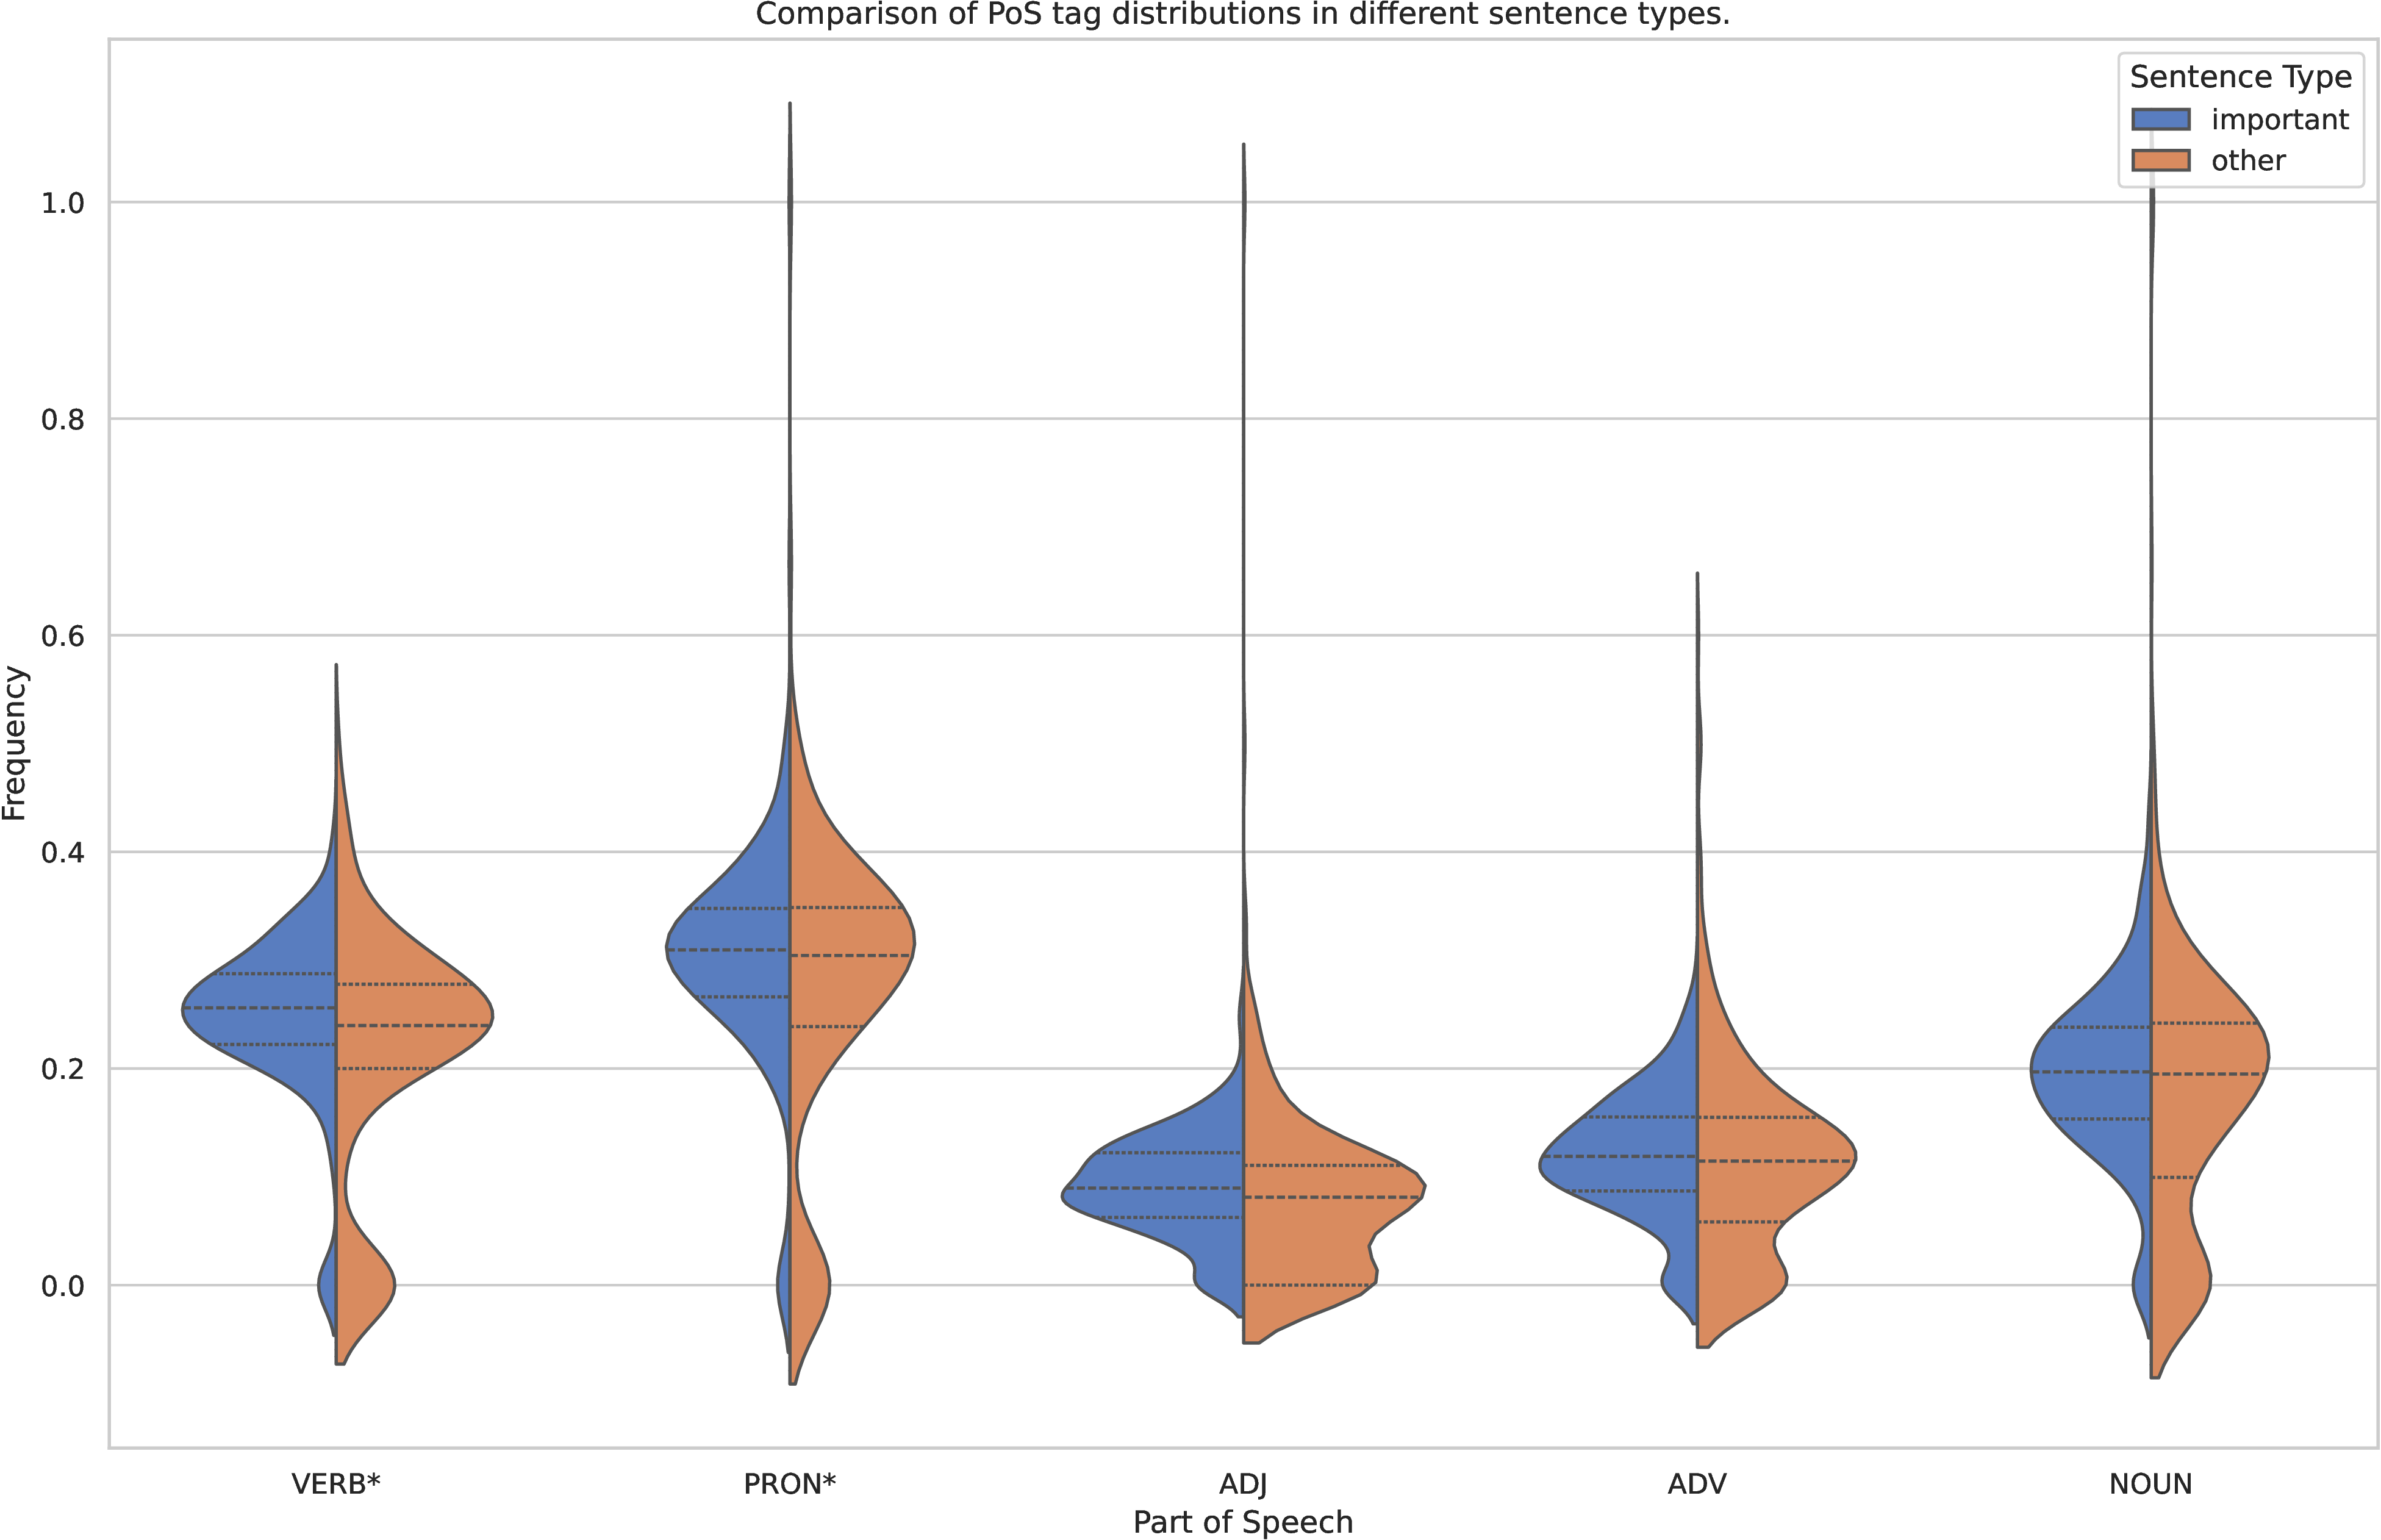 Comparison of PoS tag distributions in different sentence types.
Sentence Type
important
other
1.0
0.8
0.6
0.4
0.2
0.0
Frequency
VERB*
PRON*
ADJ
ADV
NOUN
Part of Speech